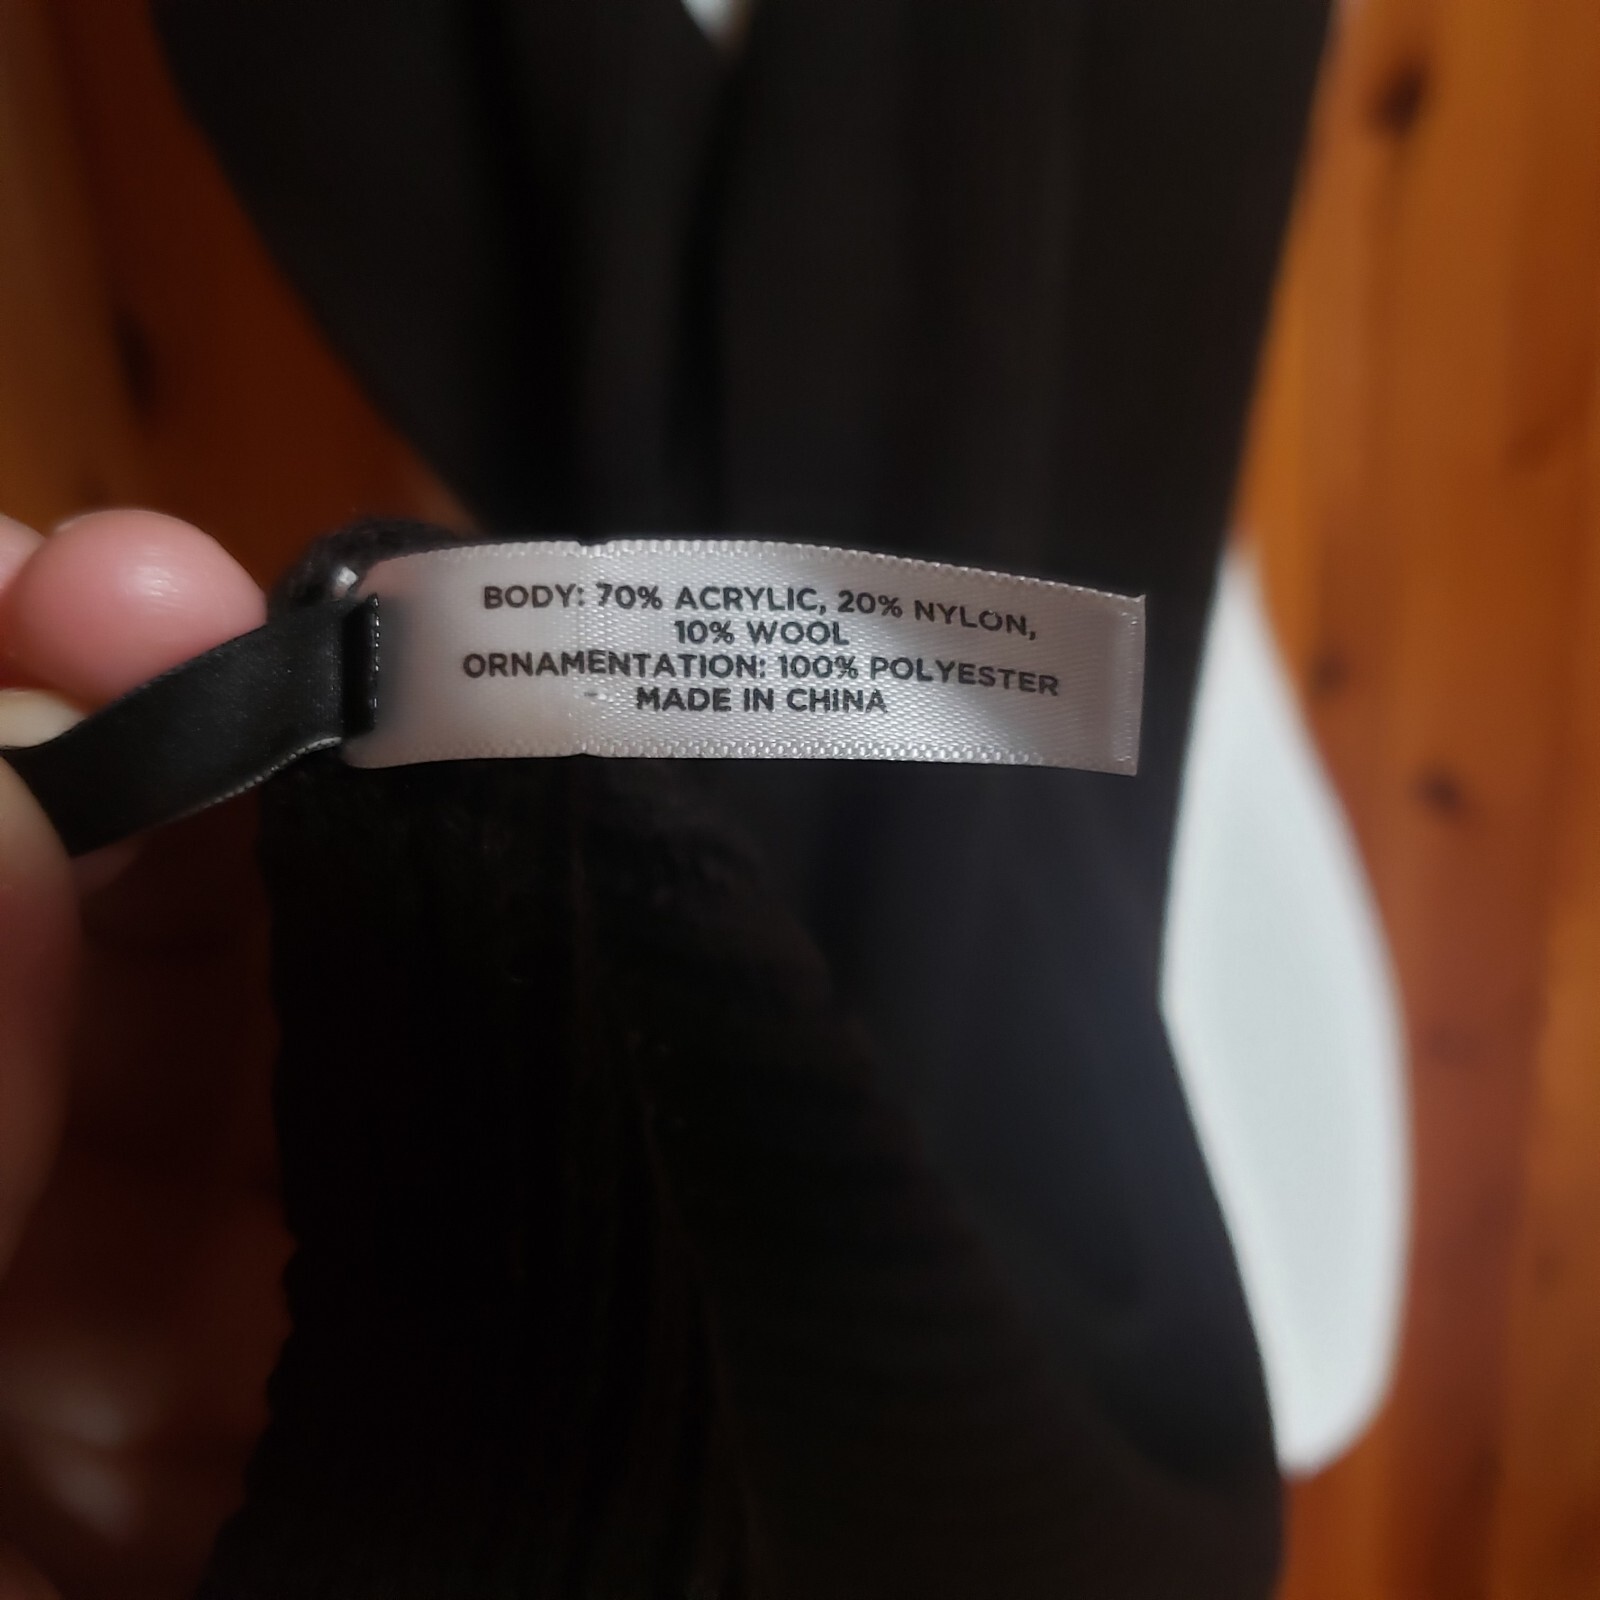 BODY: 70% ACRYLIC, 20% NYLON,
10% WOOL
ORNAMENTATION: 100% POLYESTER
MADE IN CHINA